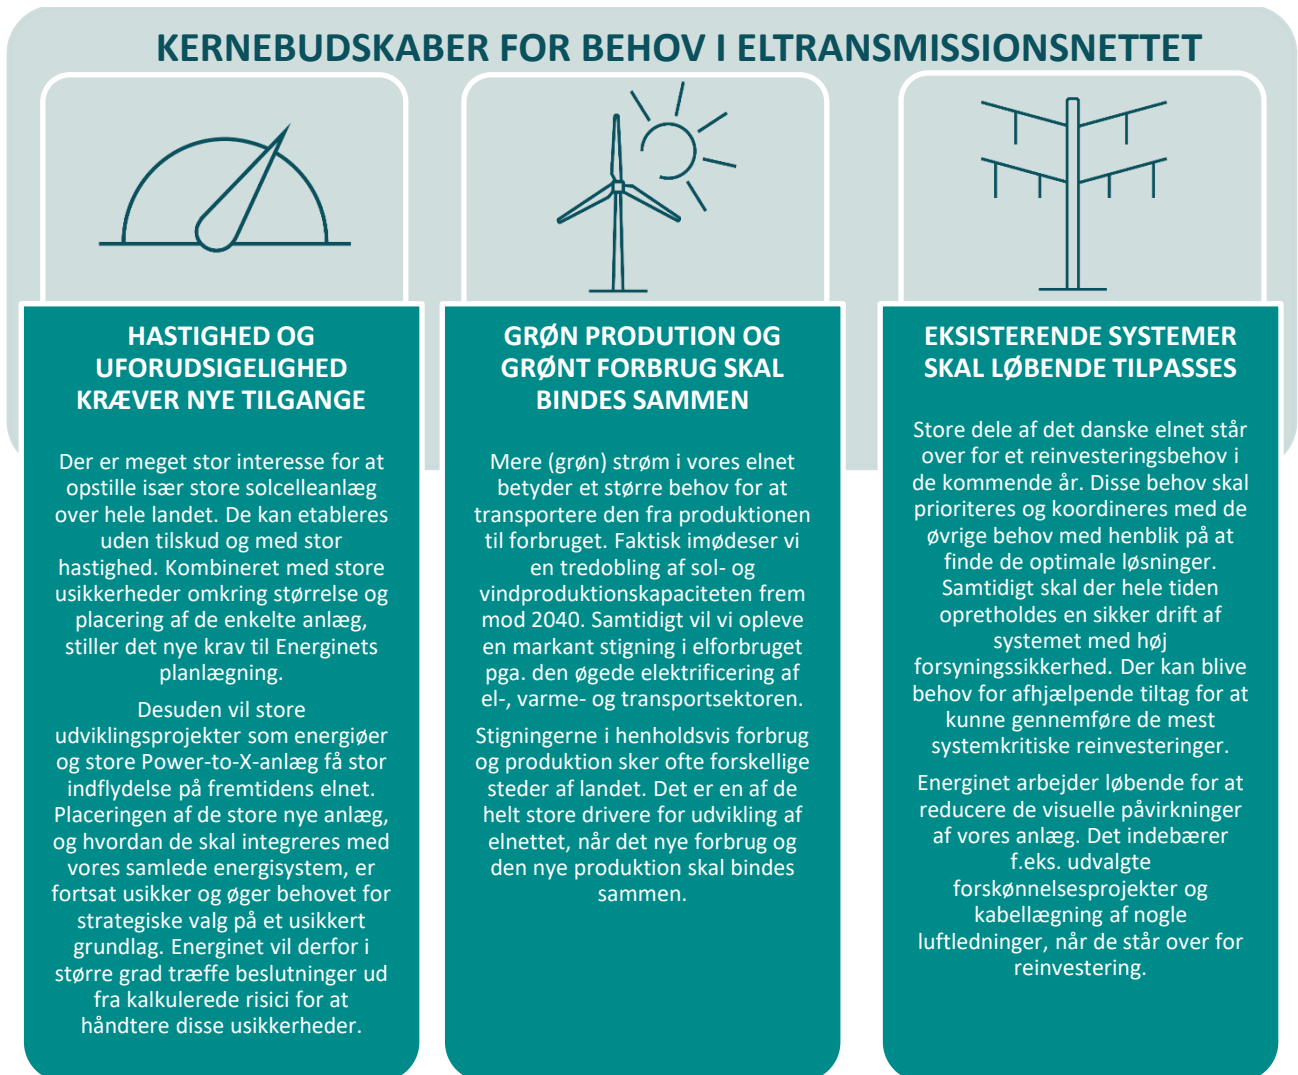 KERNEBUDSKABER FOR BEHOV I ELTRANSMISSIONSNETTET
HASTIGHED OG
UFORUDSIGELIGHED
KRÆVER NYE TILGANGE
Der er meget stor interesse for at
opstille især store solcelleanlæg
over hele landet. De kan etableres
uden tilskud og med stor
hastighed. Kombineret med store
usikkerheder omkring størrelse og
placering af de enkelte anlæg,
stiller det nye krav til Energinets
planlægning.
Desuden vil store
udviklingsprojekter som energiøer
og store Power-to-X-anlæg få stor
indflydelse på fremtidens elnet.
Placeringen af de store nye anlæg,
og hvordan de skal integreres med
vores samlede energisystem, er
fortsat usikker og øger behovet for
strategiske valg på et usikkert
grundlag. Energinet vil derfor i
større grad træffe beslutninger ud
fra kalkulerede risici for at
håndtere disse usikkerheder.
GRØN PRODUTION OG
GRØNT FORBRUG SKAL
BINDES SAMMEN
Mere (grøn) strøm i vores elnet
betyder et større behov for at
transportere den fra produktionen
til forbruget. Faktisk imødeser vi
en tredobling af sol- og
vindproduktionskapaciteten frem
mod 2040. Samtidigt vil vi opleve
en markant stigning i elforbruget
pga. den øgede elektrificering af
el-, varme- og transportsektoren.
Stigningerne i henholdsvis forbrug
og produktion sker ofte forskellige
steder af landet. Det er en af de
helt store drivere for udvikling af
elnettet, når det nye forbrug og
den nye produktion skal bindes
sammen.
EKSISTERENDE SYSTEMER
SKAL LØBENDE TILPASSES
Store dele af det danske elnet står
over for et reinvesteringsbehov i
de kommende år. Disse behov skal
prioriteres og koordineres med de
øvrige behov med henblik på at
finde de optimale løsninger.
Samtidigt skal der hele tiden
opretholdes en sikker drift af
systemet med høj
forsyningssikkerhed. Der kan blive
behov for afhjælpende tiltag for at
kunne gennemføre de mest
systemkritiske reinvesteringer.
Energinet arbejder løbende for at
reducere de visuelle påvirkninger
af vores anlæg. Det indebærer
f.eks. udvalgte
forskønnelsesprojekter og
kabellægning af nogle
luftledninger, når de står over for
reinvestering.